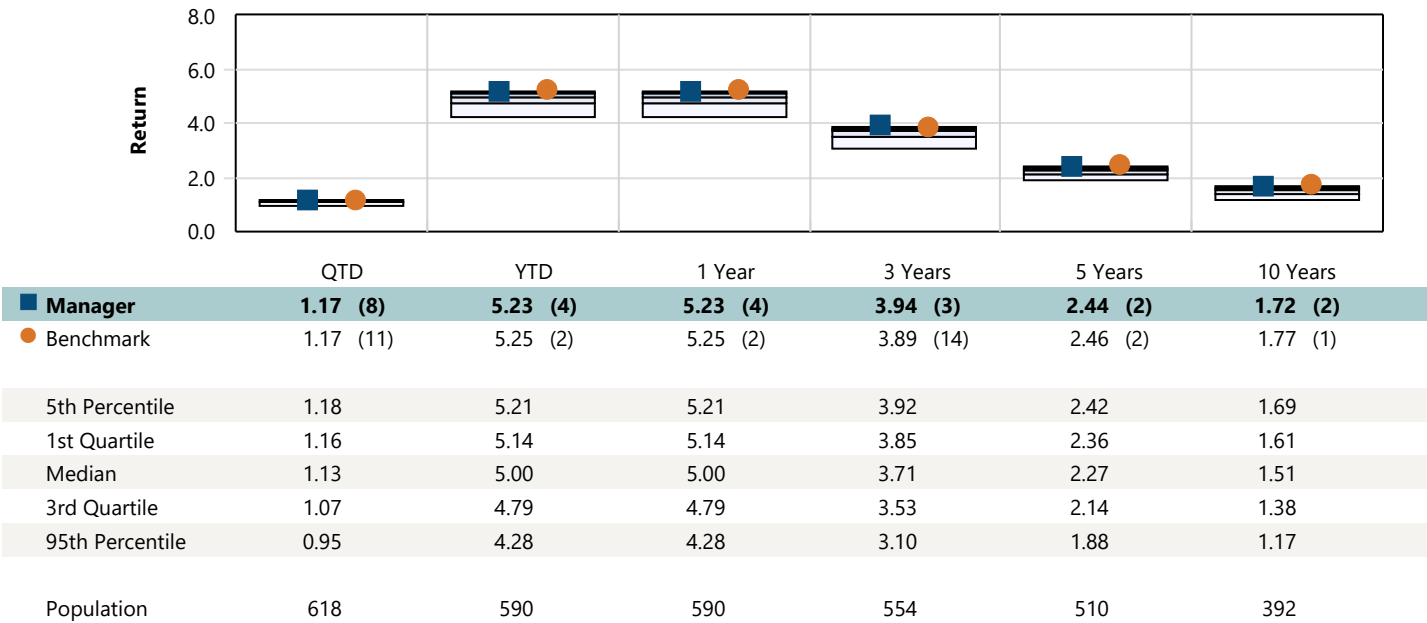 8.0
6.0
4.0
2.0
0.0
Return
QTD YTD 1 Year 3 Years 5 Years 10 Years
Manager 1.17 (8) 5.23 (4) 5.23 (4) 3.94 (3) 2.44 (2) 1.72 (2)
Benchmark 1.17 (11) 5.25 (2) 5.25 (2) 3.89 (14) 2.46 (2) 1.77 (1)
5th Percentile 1.18 5.21 5.21 3.92 2.42 1.69
1st Quartile 1.16 5.14 5.14 3.85 2.36 1.61
Median 1.13 5.00 5.00 3.71 2.27 1.51
3rd Quartile 1.07 4.79 4.79 3.53 2.14 1.38
95th Percentile 0.95 4.28 4.28 3.10 1.88 1.17
Population 618 590 590 554 510 392